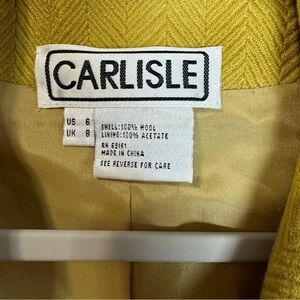 CARLISLE
US 6
UK 8
SHELL:100% WOOL
LINING:100% ACETATE
RN 69161
MADE IN CHINA
SEE REVERSE FOR CARE